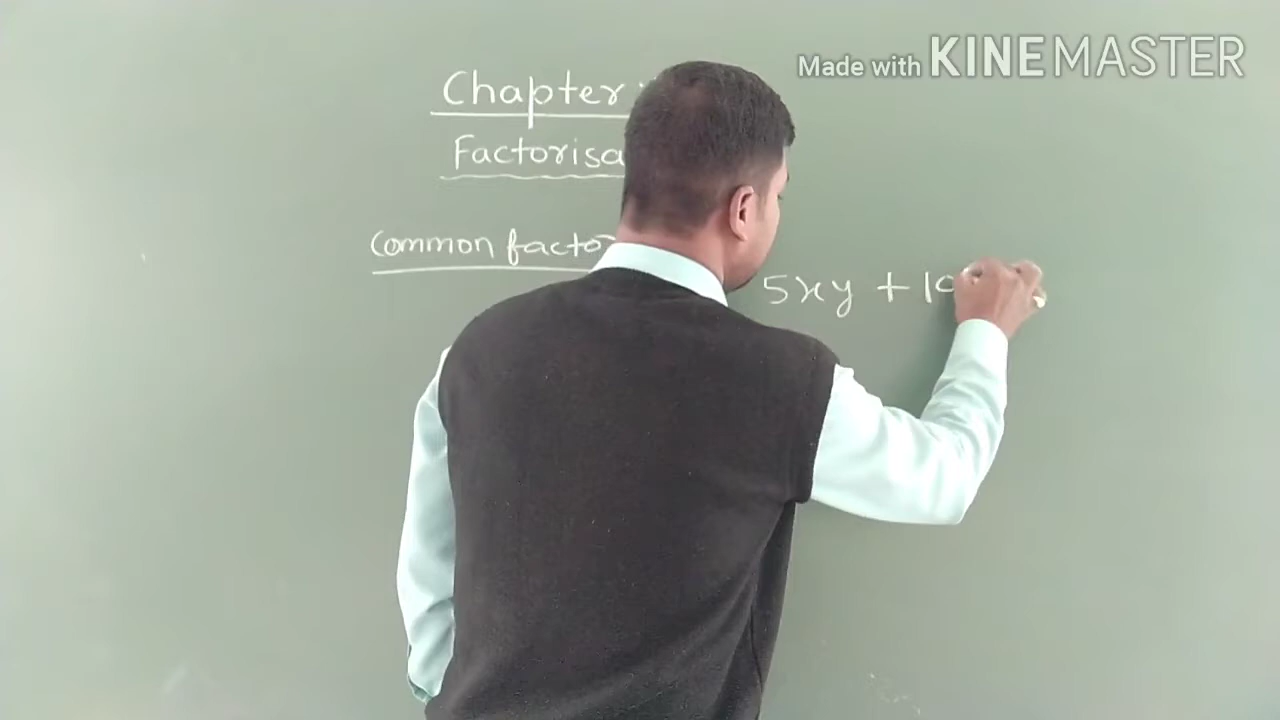 Made with KINEMASTER
Chapter
Factorisa
Common facto
5xy + 10